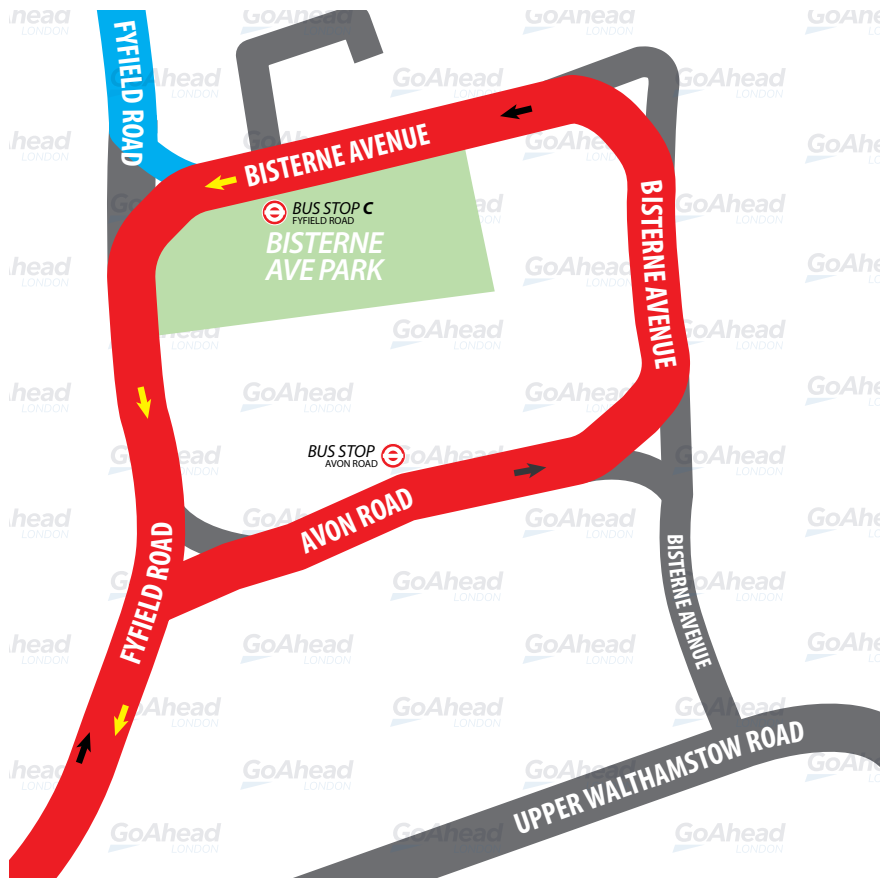 FYFIELD ROAD
BISTERNE AVENUE
BUS STOP C
FYFIELD ROAD
BISTERNE
AVE PARK
BISTERNE AVENUE
BUS STOP
AVON ROAD
AVON ROAD
FYFIELD ROAD
BISTERNE AVENUE
UPPER WALTHAMSTOW ROAD
GoAhead
LONDON